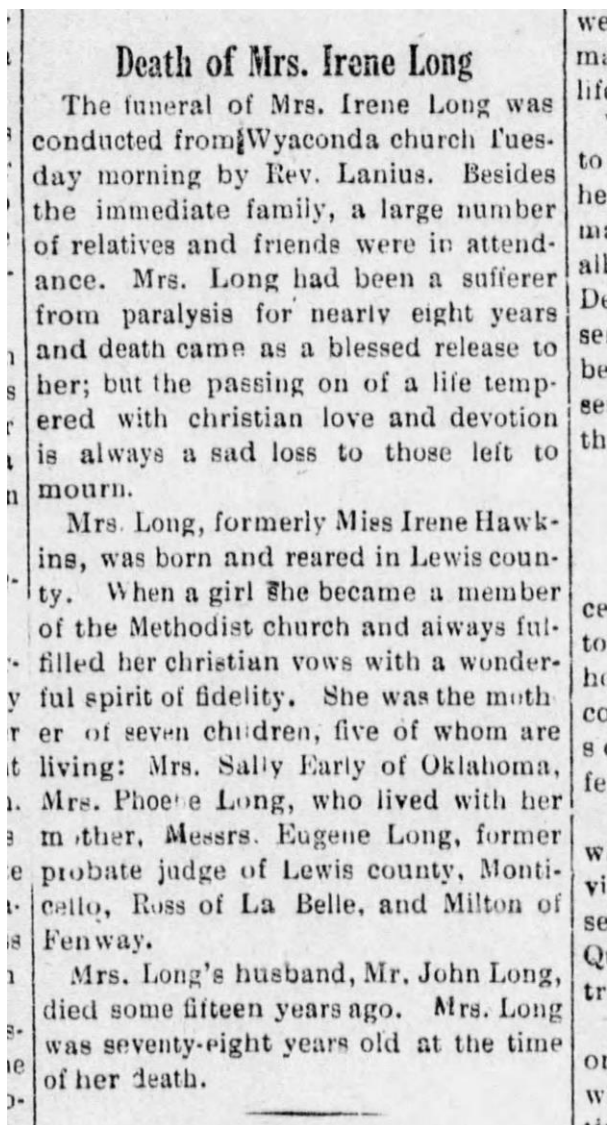 Death of Mrs. Irene Long
The funeral of Mrs. Irene Long was
conducted from Wyaconda church Tues-
day morning by Rev. Lanius. Besides
the immediate family, a large number
of relatives and friends were in attend-
ance. Mrs. Long had been a sufferer
from paralysis for nearly eight years
and death came as a blessed release to
her; but the passing on of a life temp-
ered with christian love and devotion
is always a sad loss to those left to
mourn.
Mrs. Long, formerly Miss Irene Hawk-
ins, was born and reared in Lewis coun-
ty. When a girl she became a member
of the Methodist church and always ful-
filled her christian vows with a wonder-
ful spirit of fidelity. She was the moth
er of seven children, five of whom are
living: Mrs. Sally Early of Oklahoma,
Mrs. Phoebe Long, who lived with her
mother, Messrs. Eugene Long, former
probate judge of Lewis county, Monti-
cello, Ross of La Belle, and Milton of
Fenway.
Mrs. Long's husband, Mr. John Long,
died some fifteen years ago. Mrs. Long
was seventy-eight years old at the time
of her death.